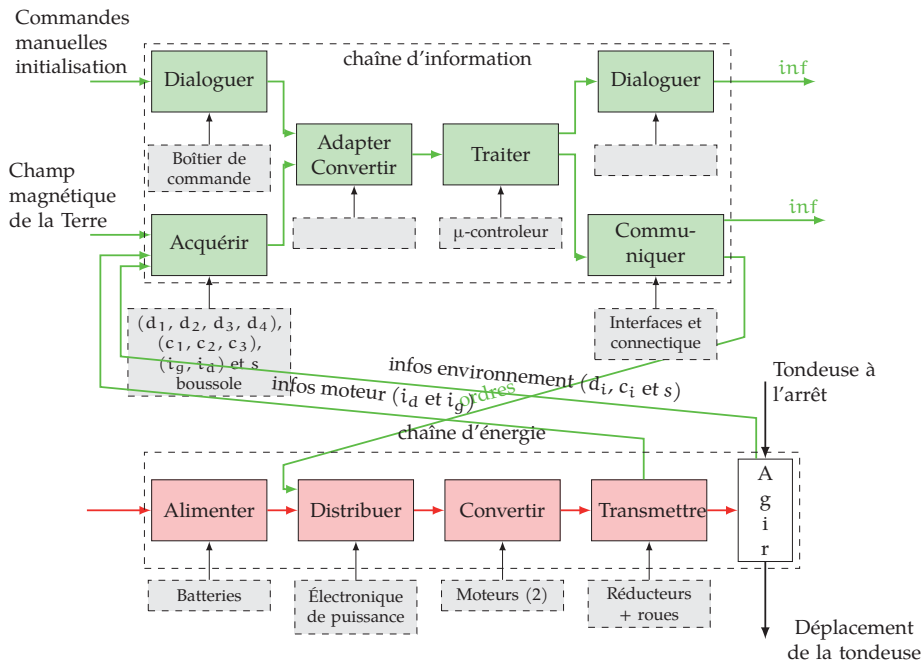 Commandes
manuelles
initialisation
chaîne d'information
Dialoguer
Dialoguer
inf
Boîtier de
commande
Adapter
Convertir
Traiter
Champ
magnétique
de la Terre
μ-controleur
inf
Acquérir
Commu-
niquer
(d1, d2, d3, d4),
(c1, c2, c3),
(ig, id) et s
boussole
Interfaces et
connectique
infos environnement (di, ci et s)
infos moteur (id et ig)
ordres
Tondeuse à
l'arrêt
chaîne d'énergie
Alimenter
Distribuer
Convertir
Transmettre
A
g
i
r
Batteries
Électronique
de puissance
Moteurs (2)
Réducteurs
+ roues
Déplacement
de la tondeuse